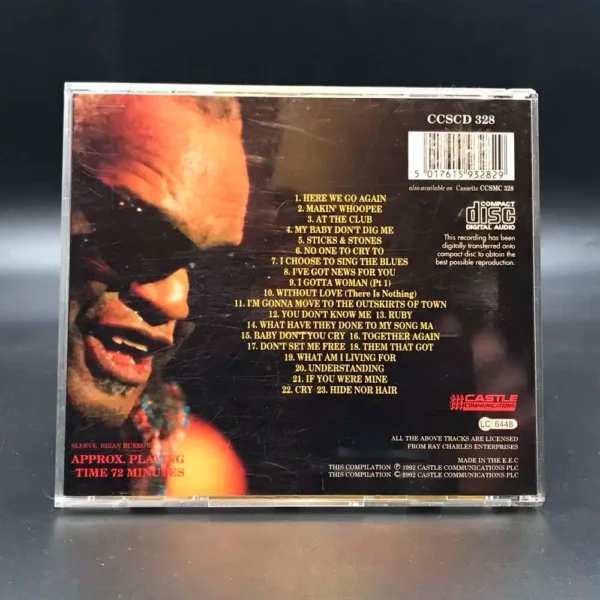 CCSCD 328
5 017615 932829
also available on Cassette CCSMC 328
COMPACT
disc
DIGITAL AUDIO
This recording has been
digitally transferred onto
compact disc to obtain the
best possible reproduction.
1. HERE WE GO AGAIN
2. MAKIN' WHOOPEE
3. AT THE CLUB
4. MY BABY DON'T DIG ME
5. STICKS & STONES
6. NO ONE TO CRY TO
7. I CHOOSE TO SING THE BLUES
8. I'VE GOT NEWS FOR YOU
9. I GOTTA WOMAN (Pt 1)
10. WITHOUT LOVE (There Is Nothing)
11. I'M GONNA MOVE TO THE OUTSKIRTS OF TOWN
12. YOU DON'T KNOW ME 13. RUBY
14. WHAT HAVE THEY DONE TO MY SONG MA
15. BABY DON'T YOU CRY 16. TOGETHER AGAIN
17. DON'T SET ME FREE 18. THEM THAT GOT
19. WHAT AM I LIVING FOR
20. UNDERSTANDING
21. IF YOU WERE MINE
22. CRY 23. HIDE NOR HAIR
CASTLE
COMMUNICATIONS
LC 6448
SLEEVE, BRIAN BURROWS
APPROX. PLAYING
TIME 72 MINUTES
ALL THE ABOVE TRACKS ARE LICENSED
FROM RAY CHARLES ENTERPRISES
MADE IN THE E.E.C
THIS COMPILATION ℗ 1992 CASTLE COMMUNICATIONS PLC
THIS COMPILATION © 1992 CASTLE COMMUNICATIONS PLC